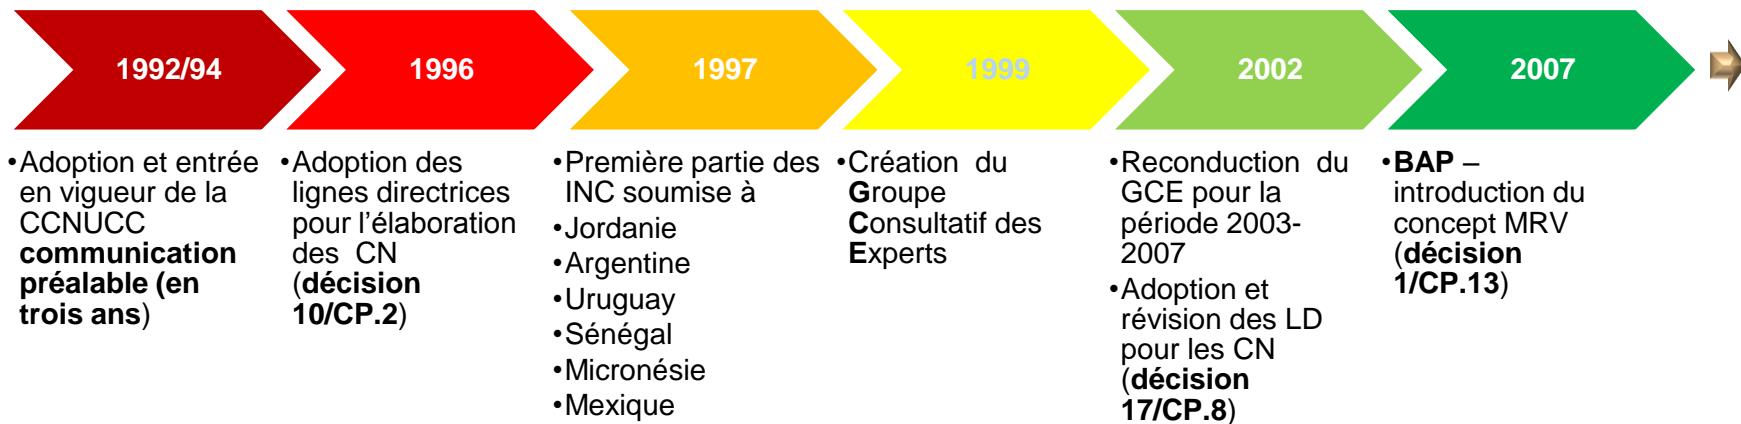 1992/94
1996
1997
1999
2002
2007
•Adoption et entrée
en vigueur de la
CCNUCC
communication
préalable (en
trois ans)
•Adoption des
lignes directrices
pour l’élaboration
des CN
(décision
10/CP.2)
•Première partie des
INC soumise à
•Jordanie
•Argentine
•Uruguay
•Sénégal
•Micronésie
•Mexique
•Création du
Groupe
Consultatif des
Experts
•Reconduction du
GCE pour la
période 2003-
2007
•Adoption et
révision des LD
pour les CN
(décision
17/CP.8)
•BAP –
introduction du
concept MRV
(décision
1/CP.13)